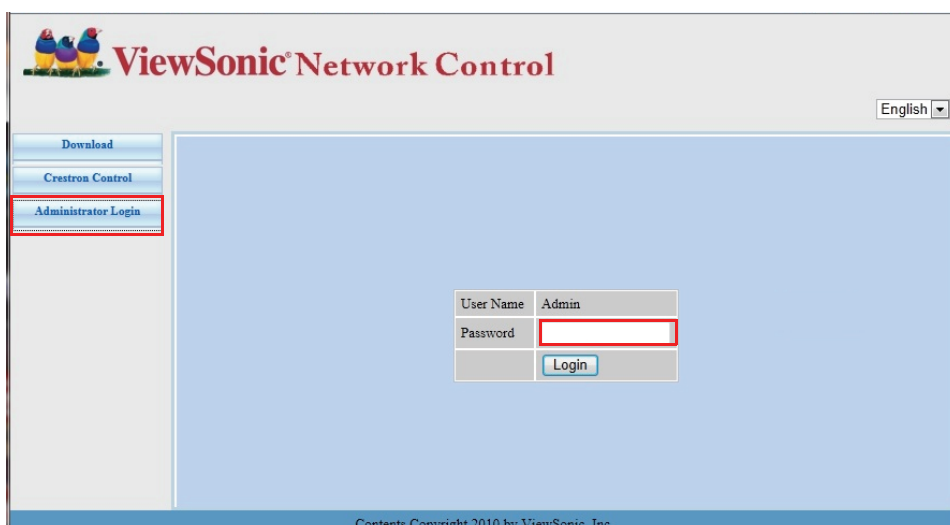 ViewSonic® Network Control
English
Download
Crestron Control
Administrator Login
User Name Admin
Password
Login
Contents Copyright 2010 by ViewSonic, Inc